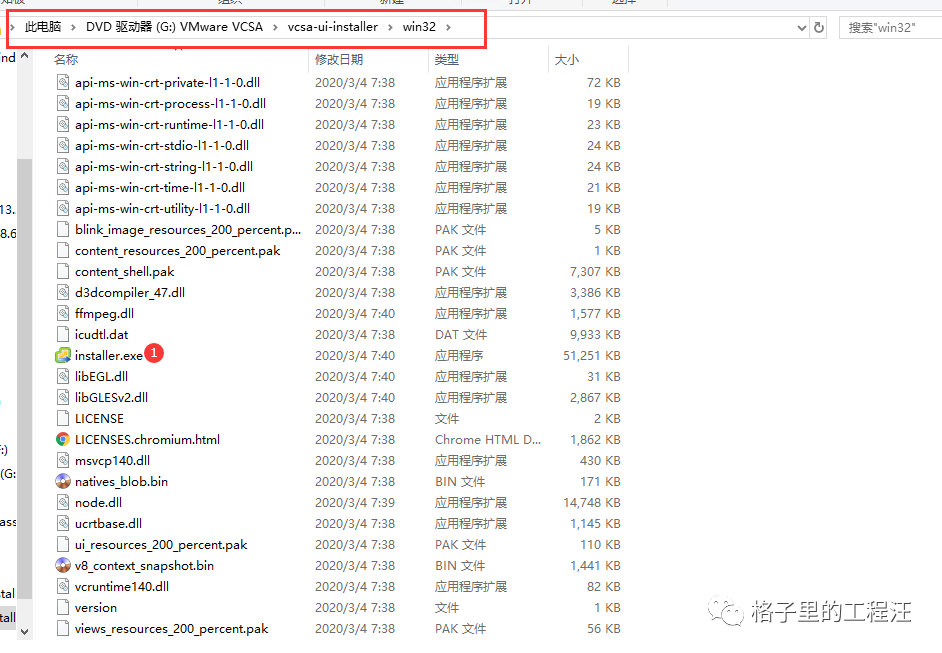 此电脑 › DVD 驱动器 (G:) VMware VCSA › vcsa-ui-installer › win32 › 搜索"win32"
名称 修改日期 类型 大小
api-ms-win-crt-private-l1-1-0.dll 2020/3/4 7:38 应用程序扩展 72 KB
api-ms-win-crt-process-l1-1-0.dll 2020/3/4 7:38 应用程序扩展 19 KB
api-ms-win-crt-runtime-l1-1-0.dll 2020/3/4 7:38 应用程序扩展 23 KB
api-ms-win-crt-stdio-l1-1-0.dll 2020/3/4 7:38 应用程序扩展 24 KB
api-ms-win-crt-string-l1-1-0.dll 2020/3/4 7:38 应用程序扩展 24 KB
api-ms-win-crt-time-l1-1-0.dll 2020/3/4 7:38 应用程序扩展 21 KB
api-ms-win-crt-utility-l1-1-0.dll 2020/3/4 7:38 应用程序扩展 19 KB
blink_image_resources_200_percent.p... 2020/3/4 7:38 PAK 文件 5 KB
content_resources_200_percent.pak 2020/3/4 7:38 PAK 文件 1 KB
content_shell.pak 2020/3/4 7:38 PAK 文件 7,307 KB
d3dcompiler_47.dll 2020/3/4 7:38 应用程序扩展 3,386 KB
ffmpeg.dll 2020/3/4 7:40 应用程序扩展 1,577 KB
icudtl.dat 2020/3/4 7:38 DAT 文件 9,933 KB
installer.exe 1 2020/3/4 7:40 应用程序 51,251 KB
libEGL.dll 2020/3/4 7:40 应用程序扩展 31 KB
libGLESv2.dll 2020/3/4 7:40 应用程序扩展 2,867 KB
LICENSE 2020/3/4 7:38 文件 2 KB
LICENSES.chromium.html 2020/3/4 7:38 Chrome HTML D... 1,862 KB
msvcp140.dll 2020/3/4 7:38 应用程序扩展 430 KB
natives_blob.bin 2020/3/4 7:38 BIN 文件 171 KB
node.dll 2020/3/4 7:39 应用程序扩展 14,748 KB
ucrtbase.dll 2020/3/4 7:38 应用程序扩展 1,145 KB
ui_resources_200_percent.pak 2020/3/4 7:38 PAK 文件 110 KB
v8_context_snapshot.bin 2020/3/4 7:38 BIN 文件 1,441 KB
vcruntime140.dll 2020/3/4 7:38 应用程序扩展 82 KB
version 2020/3/4 7:38 文件 1 KB
views_resources_200_percent.pak 2020/3/4 7:38 PAK 文件 56 KB
格子里的工程汪